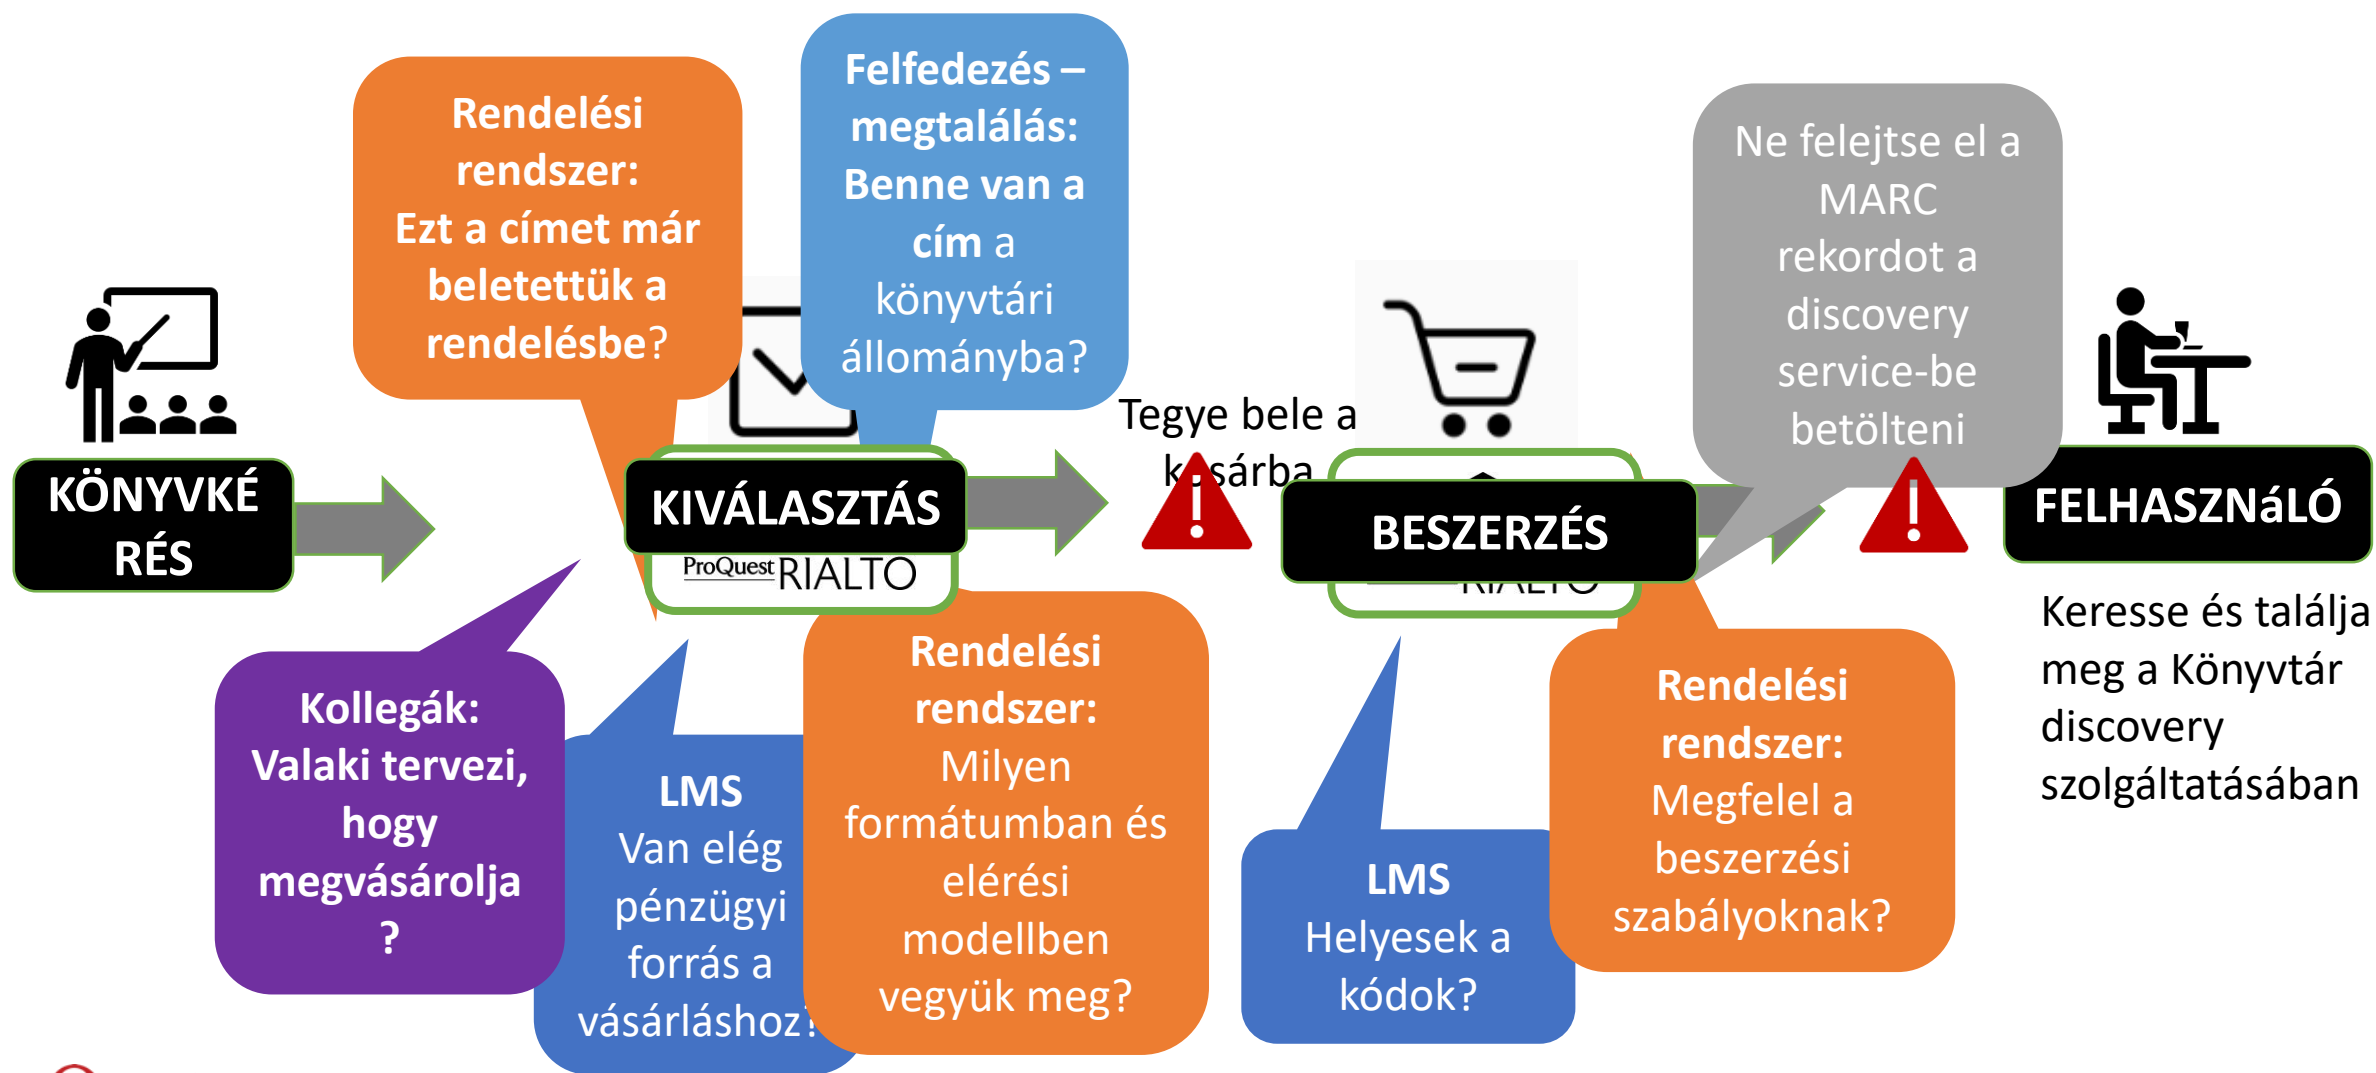 Rendelési
rendszer:
Ezt a címet már
beletettük a
rendelésbe?
Felfedezés –
megtalálás:
Benne van a
cím a
könyvtári
állományba?
Ne felejtse el a
MARC
rekordot a
discovery
service-be
betölteni
Tegye bele a
kosárba
KÖNYVKÉ
RÉS
KIVÁLASZTÁS
ProQuest RIALTO
BESZERZÉS
RIALTO
FELHASZNáLÓ
Keresse és találja
meg a Könyvtár
discovery
szolgáltatásában
Kollegák:
Valaki tervezi,
hogy
megvásárolja
?
LMS
Van elég
pénzügyi
forrás a
vásárláshoz?
Rendelési
rendszer:
Milyen
formátumban és
elérési
modellben
vegyük meg?
LMS
Helyesek a
kódok?
Rendelési
rendszer:
Megfelel a
beszerzési
szabályoknak?